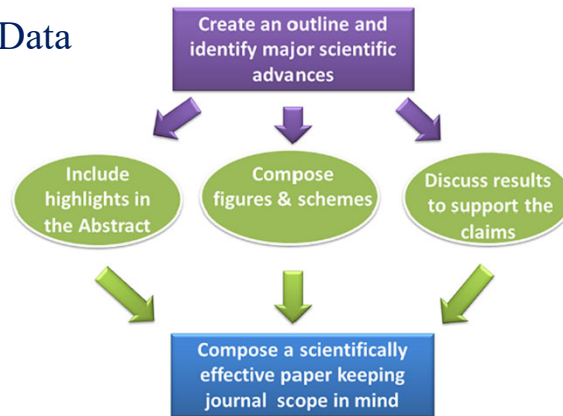 Data
Create an outline and
identify major scientific
advances
Include
highlights in
the Abstract
Compose
figures & schemes
Discuss results
to support the
claims
Compose a scientifically
effective paper keeping
journal scope in mind